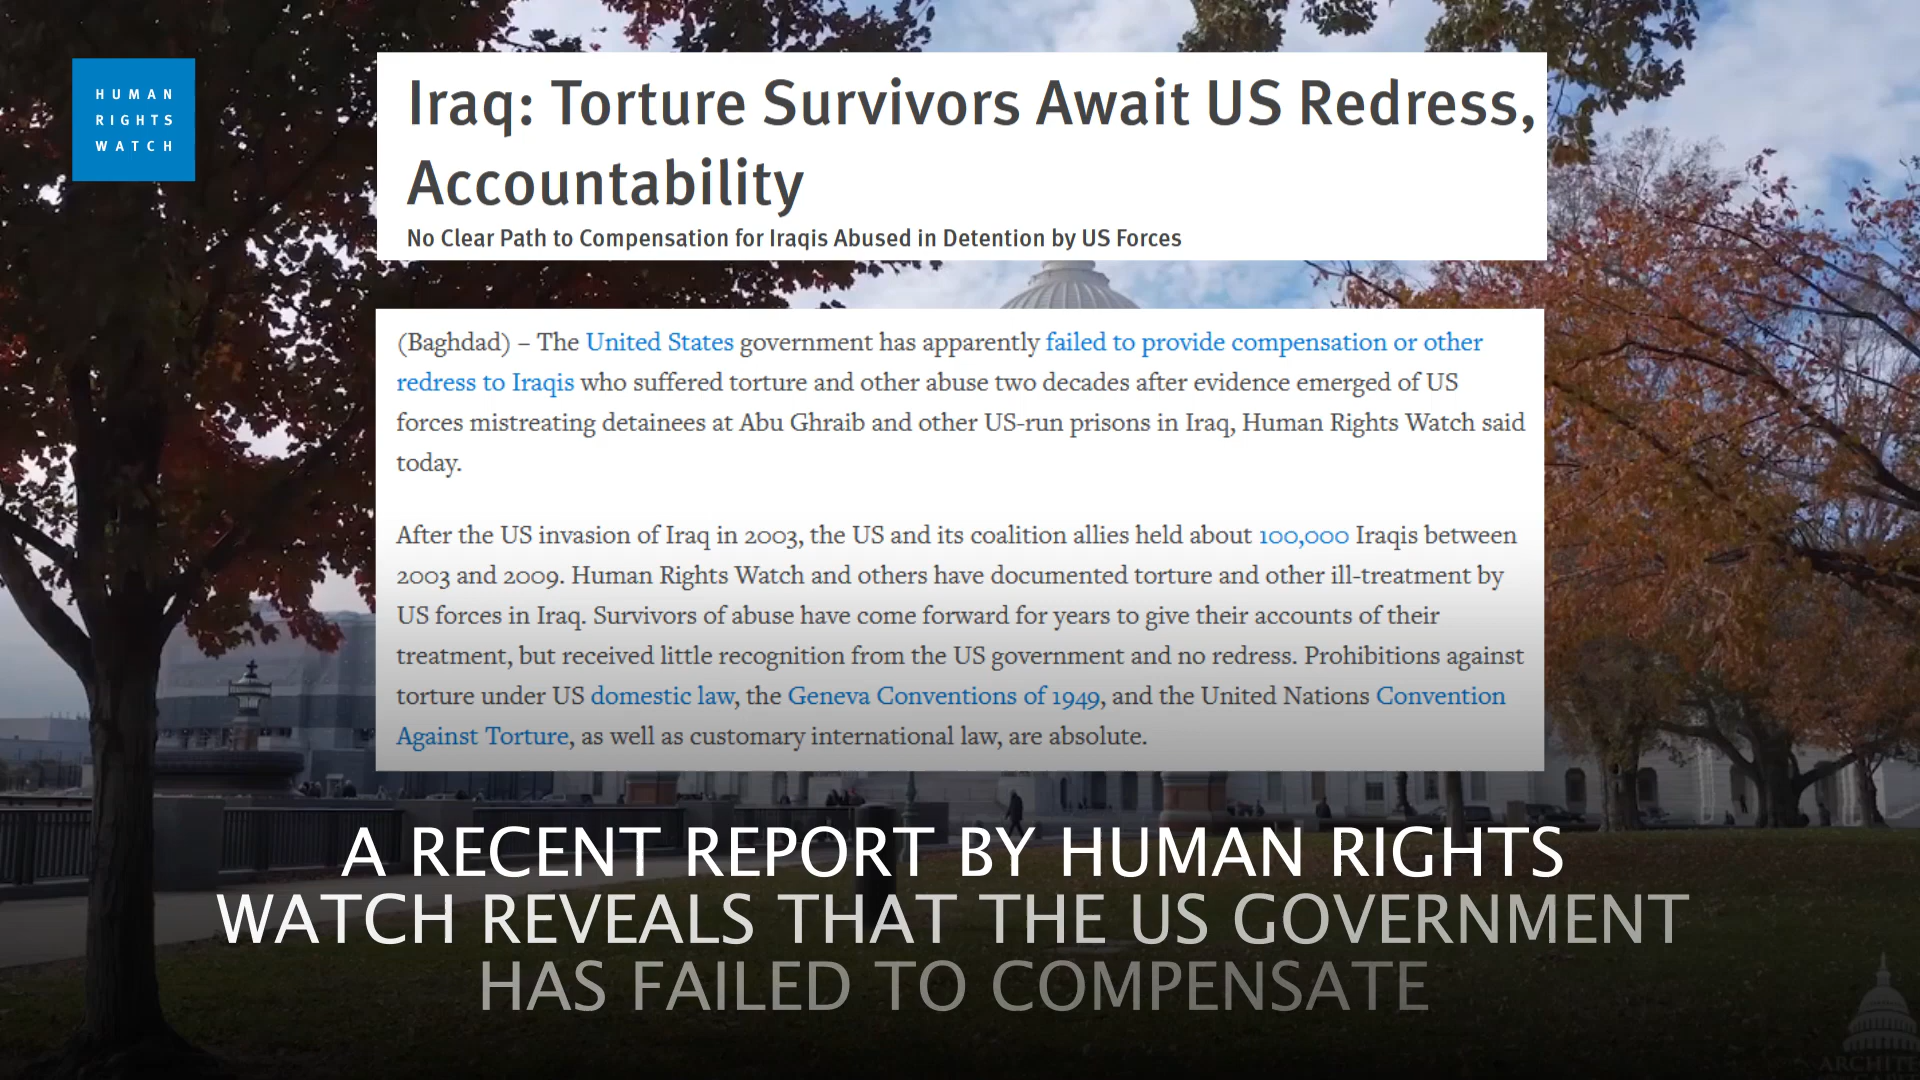 HUMAN
RIGHTS
WATCH
Iraq: Torture Survivors Await US Redress,
Accountability
No Clear Path to Compensation for Iraqis Abused in Detention by US Forces
(Baghdad) – The United States government has apparently failed to provide compensation or other
redress to Iraqis who suffered torture and other abuse two decades after evidence emerged of US
forces mistreating detainees at Abu Ghraib and other US-run prisons in Iraq, Human Rights Watch said
today.
After the US invasion of Iraq in 2003, the US and its coalition allies held about 100,000 Iraqis between
2003 and 2009. Human Rights Watch and others have documented torture and other ill-treatment by
US forces in Iraq. Survivors of abuse have come forward for years to give their accounts of their
treatment, but received little recognition from the US government and no redress. Prohibitions against
torture under US domestic law, the Geneva Conventions of 1949, and the United Nations Convention
Against Torture, as well as customary international law, are absolute.
A RECENT REPORT BY HUMAN RIGHTS
WATCH REVEALS THAT THE US GOVERNMENT
HAS FAILED TO COMPENSATE